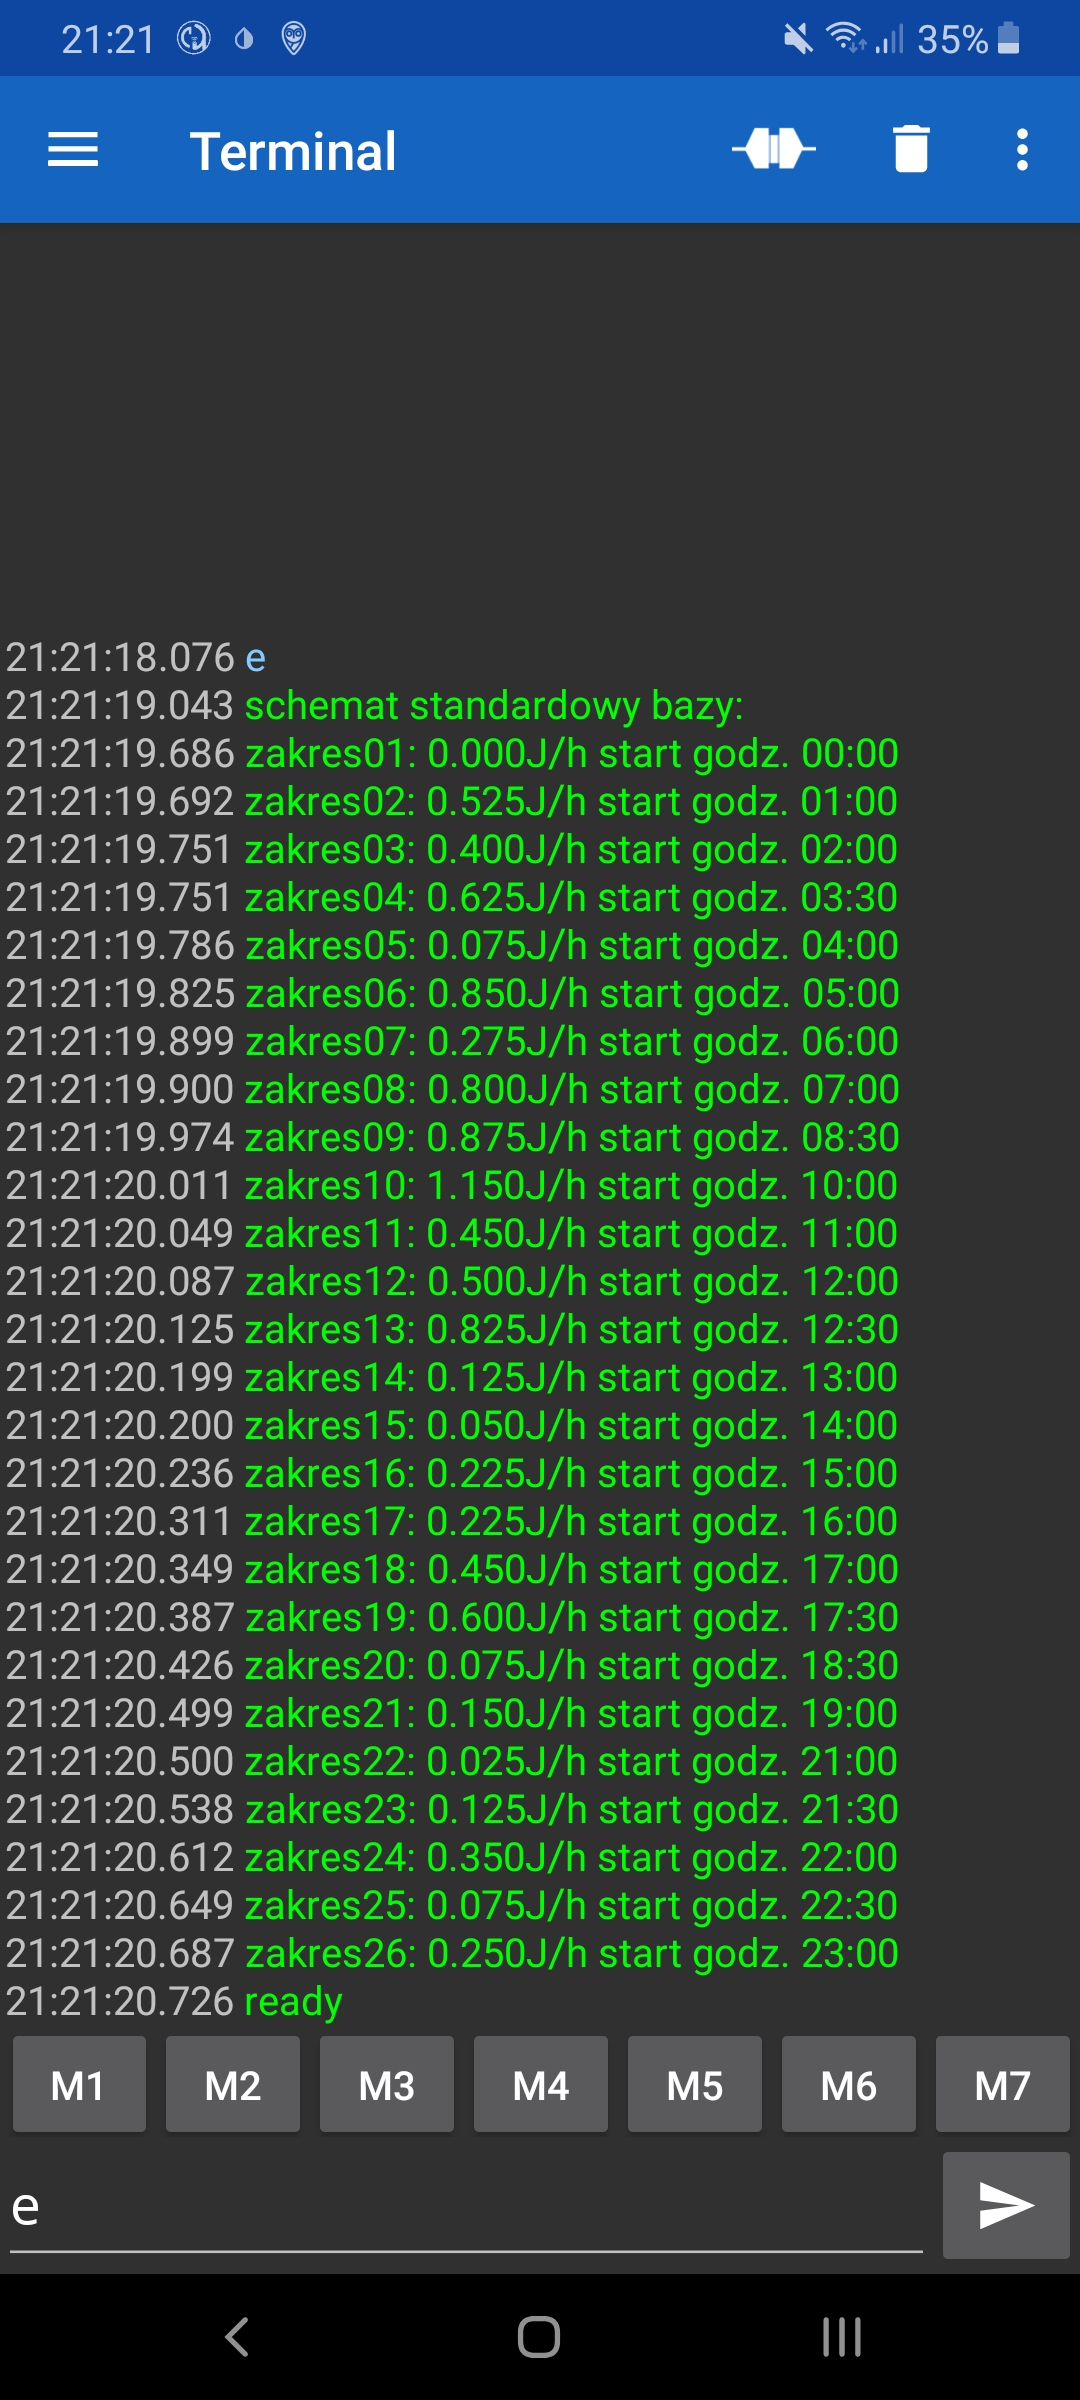 21:21 35%
Terminal
21:21:18.076 e
21:21:19.043 schemat standardowy bazy:
21:21:19.686 zakres01: 0.000J/h start godz. 00:00
21:21:19.692 zakres02: 0.525J/h start godz. 01:00
21:21:19.751 zakres03: 0.400J/h start godz. 02:00
21:21:19.751 zakres04: 0.625J/h start godz. 03:30
21:21:19.786 zakres05: 0.075J/h start godz. 04:00
21:21:19.825 zakres06: 0.850J/h start godz. 05:00
21:21:19.899 zakres07: 0.275J/h start godz. 06:00
21:21:19.900 zakres08: 0.800J/h start godz. 07:00
21:21:19.974 zakres09: 0.875J/h start godz. 08:30
21:21:20.011 zakres10: 1.150J/h start godz. 10:00
21:21:20.049 zakres11: 0.450J/h start godz. 11:00
21:21:20.087 zakres12: 0.500J/h start godz. 12:00
21:21:20.125 zakres13: 0.825J/h start godz. 12:30
21:21:20.199 zakres14: 0.125J/h start godz. 13:00
21:21:20.200 zakres15: 0.050J/h start godz. 14:00
21:21:20.236 zakres16: 0.225J/h start godz. 15:00
21:21:20.311 zakres17: 0.225J/h start godz. 16:00
21:21:20.349 zakres18: 0.450J/h start godz. 17:00
21:21:20.387 zakres19: 0.600J/h start godz. 17:30
21:21:20.426 zakres20: 0.075J/h start godz. 18:30
21:21:20.499 zakres21: 0.150J/h start godz. 19:00
21:21:20.500 zakres22: 0.025J/h start godz. 21:00
21:21:20.538 zakres23: 0.125J/h start godz. 21:30
21:21:20.612 zakres24: 0.350J/h start godz. 22:00
21:21:20.649 zakres25: 0.075J/h start godz. 22:30
21:21:20.687 zakres26: 0.250J/h start godz. 23:00
21:21:20.726 ready
M1 M2 M3 M4 M5 M6 M7
e